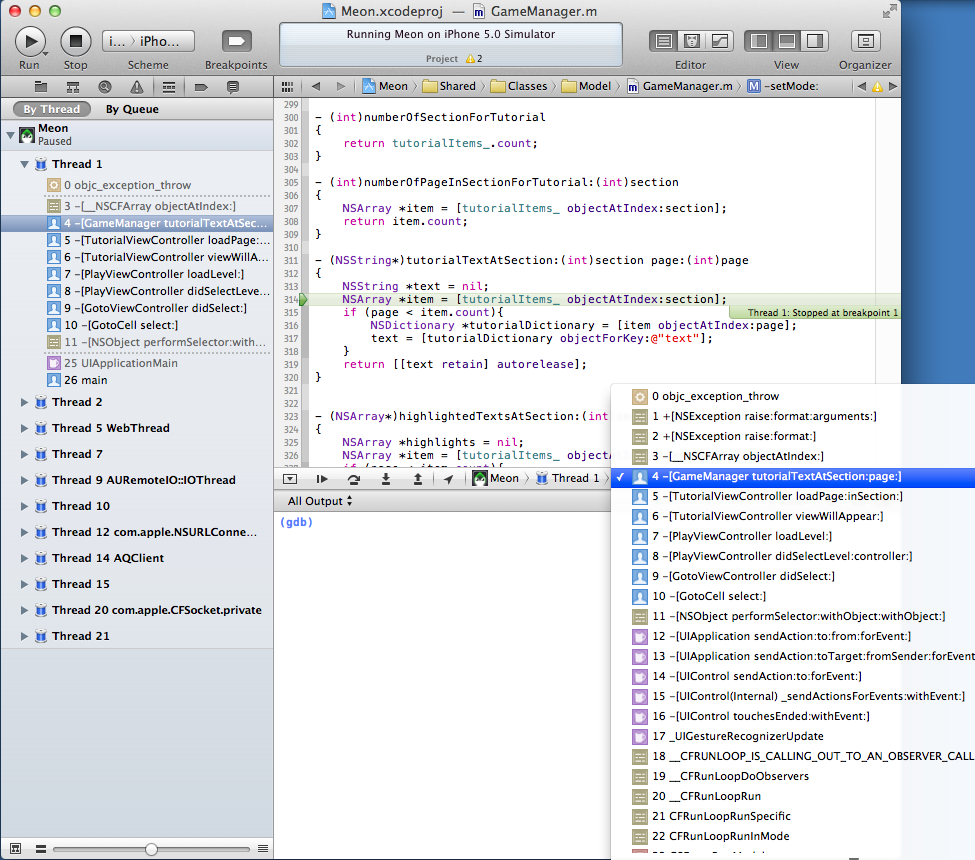 Meon.xcodeproj — GameManager.m
Running Meon on iPhone 5.0 Simulator
Project 2
i... iPho...
Run Stop Scheme Breakpoints Editor View Organizer
Meon Shared Classes Model GameManager.m M -setMode:
By Thread By Queue
Meon
Paused
Thread 1
0 objc_exception_throw
3 -[__NSCFArray objectAtIndex:]
4 -[GameManager tutorialTextAtSec...
5 -[TutorialViewController loadPage:...
6 -[TutorialViewController viewWillA...
7 -[PlayViewController loadLevel:]
8 -[PlayViewController didSelectLeve...
9 -[GotoViewController didSelect:]
10 -[GotoCell select:]
11 -[NSObject performSelector:with...
25 UIApplicationMain
26 main
Thread 2
Thread 5 WebThread
Thread 7
Thread 9 AURemoteIO::IOThread
Thread 10
Thread 12 com.apple.NSURLConne...
Thread 14 AQClient
Thread 15
Thread 20 com.apple.CFSocket.private
Thread 21
299
300 - (int)numberOfSectionForTutorial
301 {
302 return tutorialItems_.count;
303 }
304
305 - (int)numberOfPageInSectionForTutorial:(int)section
306 {
307 NSArray *item = [tutorialItems_ objectAtIndex:section];
308 return item.count;
309 }
310
311 - (NSString*)tutorialTextAtSection:(int)section page:(int)page
312 {
313 NSString *text = nil;
314 NSArray *item = [tutorialItems_ objectAtIndex:section];
Thread 1: Stopped at breakpoint 1
315 if (page < item.count){
316 NSDictionary *tutorialDictionary = [item objectAtIndex:page];
317 text = [tutorialDictionary objectForKey:@"text"];
318 }
319 return [[text retain] autorelease];
320 }
321
322
323 - (NSArray*)highlightedTextsAtSection:(int
324 {
325 NSArray *highlights = nil;
326 NSArray *item = [tutorialItems_ objectA
if (page < item.count){
Meon Thread 1
All Output
(gdb)
0 objc_exception_throw
1 +[NSException raise:format:arguments:]
2 +[NSException raise:format:]
3 -[__NSCFArray objectAtIndex:]
✓ 4 -[GameManager tutorialTextAtSection:page:]
5 -[TutorialViewController loadPage:inSection:]
6 -[TutorialViewController viewWillAppear:]
7 -[PlayViewController loadLevel:]
8 -[PlayViewController didSelectLevel:controller:]
9 -[GotoViewController didSelect:]
10 -[GotoCell select:]
11 -[NSObject performSelector:withObject:withObject:]
12 -[UIApplication sendAction:to:from:forEvent:]
13 -[UIApplication sendAction:toTarget:fromSender:forEvent
14 -[UIControl sendAction:to:forEvent:]
15 -[UIControl(Internal) _sendActionsForEvents:withEvent:]
16 -[UIControl touchesEnded:withEvent:]
17 _UIGestureRecognizerUpdate
18 __CFRUNLOOP_IS_CALLING_OUT_TO_AN_OBSERVER_CALL
19 __CFRunLoopDoObservers
20 __CFRunLoopRun
21 CFRunLoopRunSpecific
22 CFRunLoopRunInMode